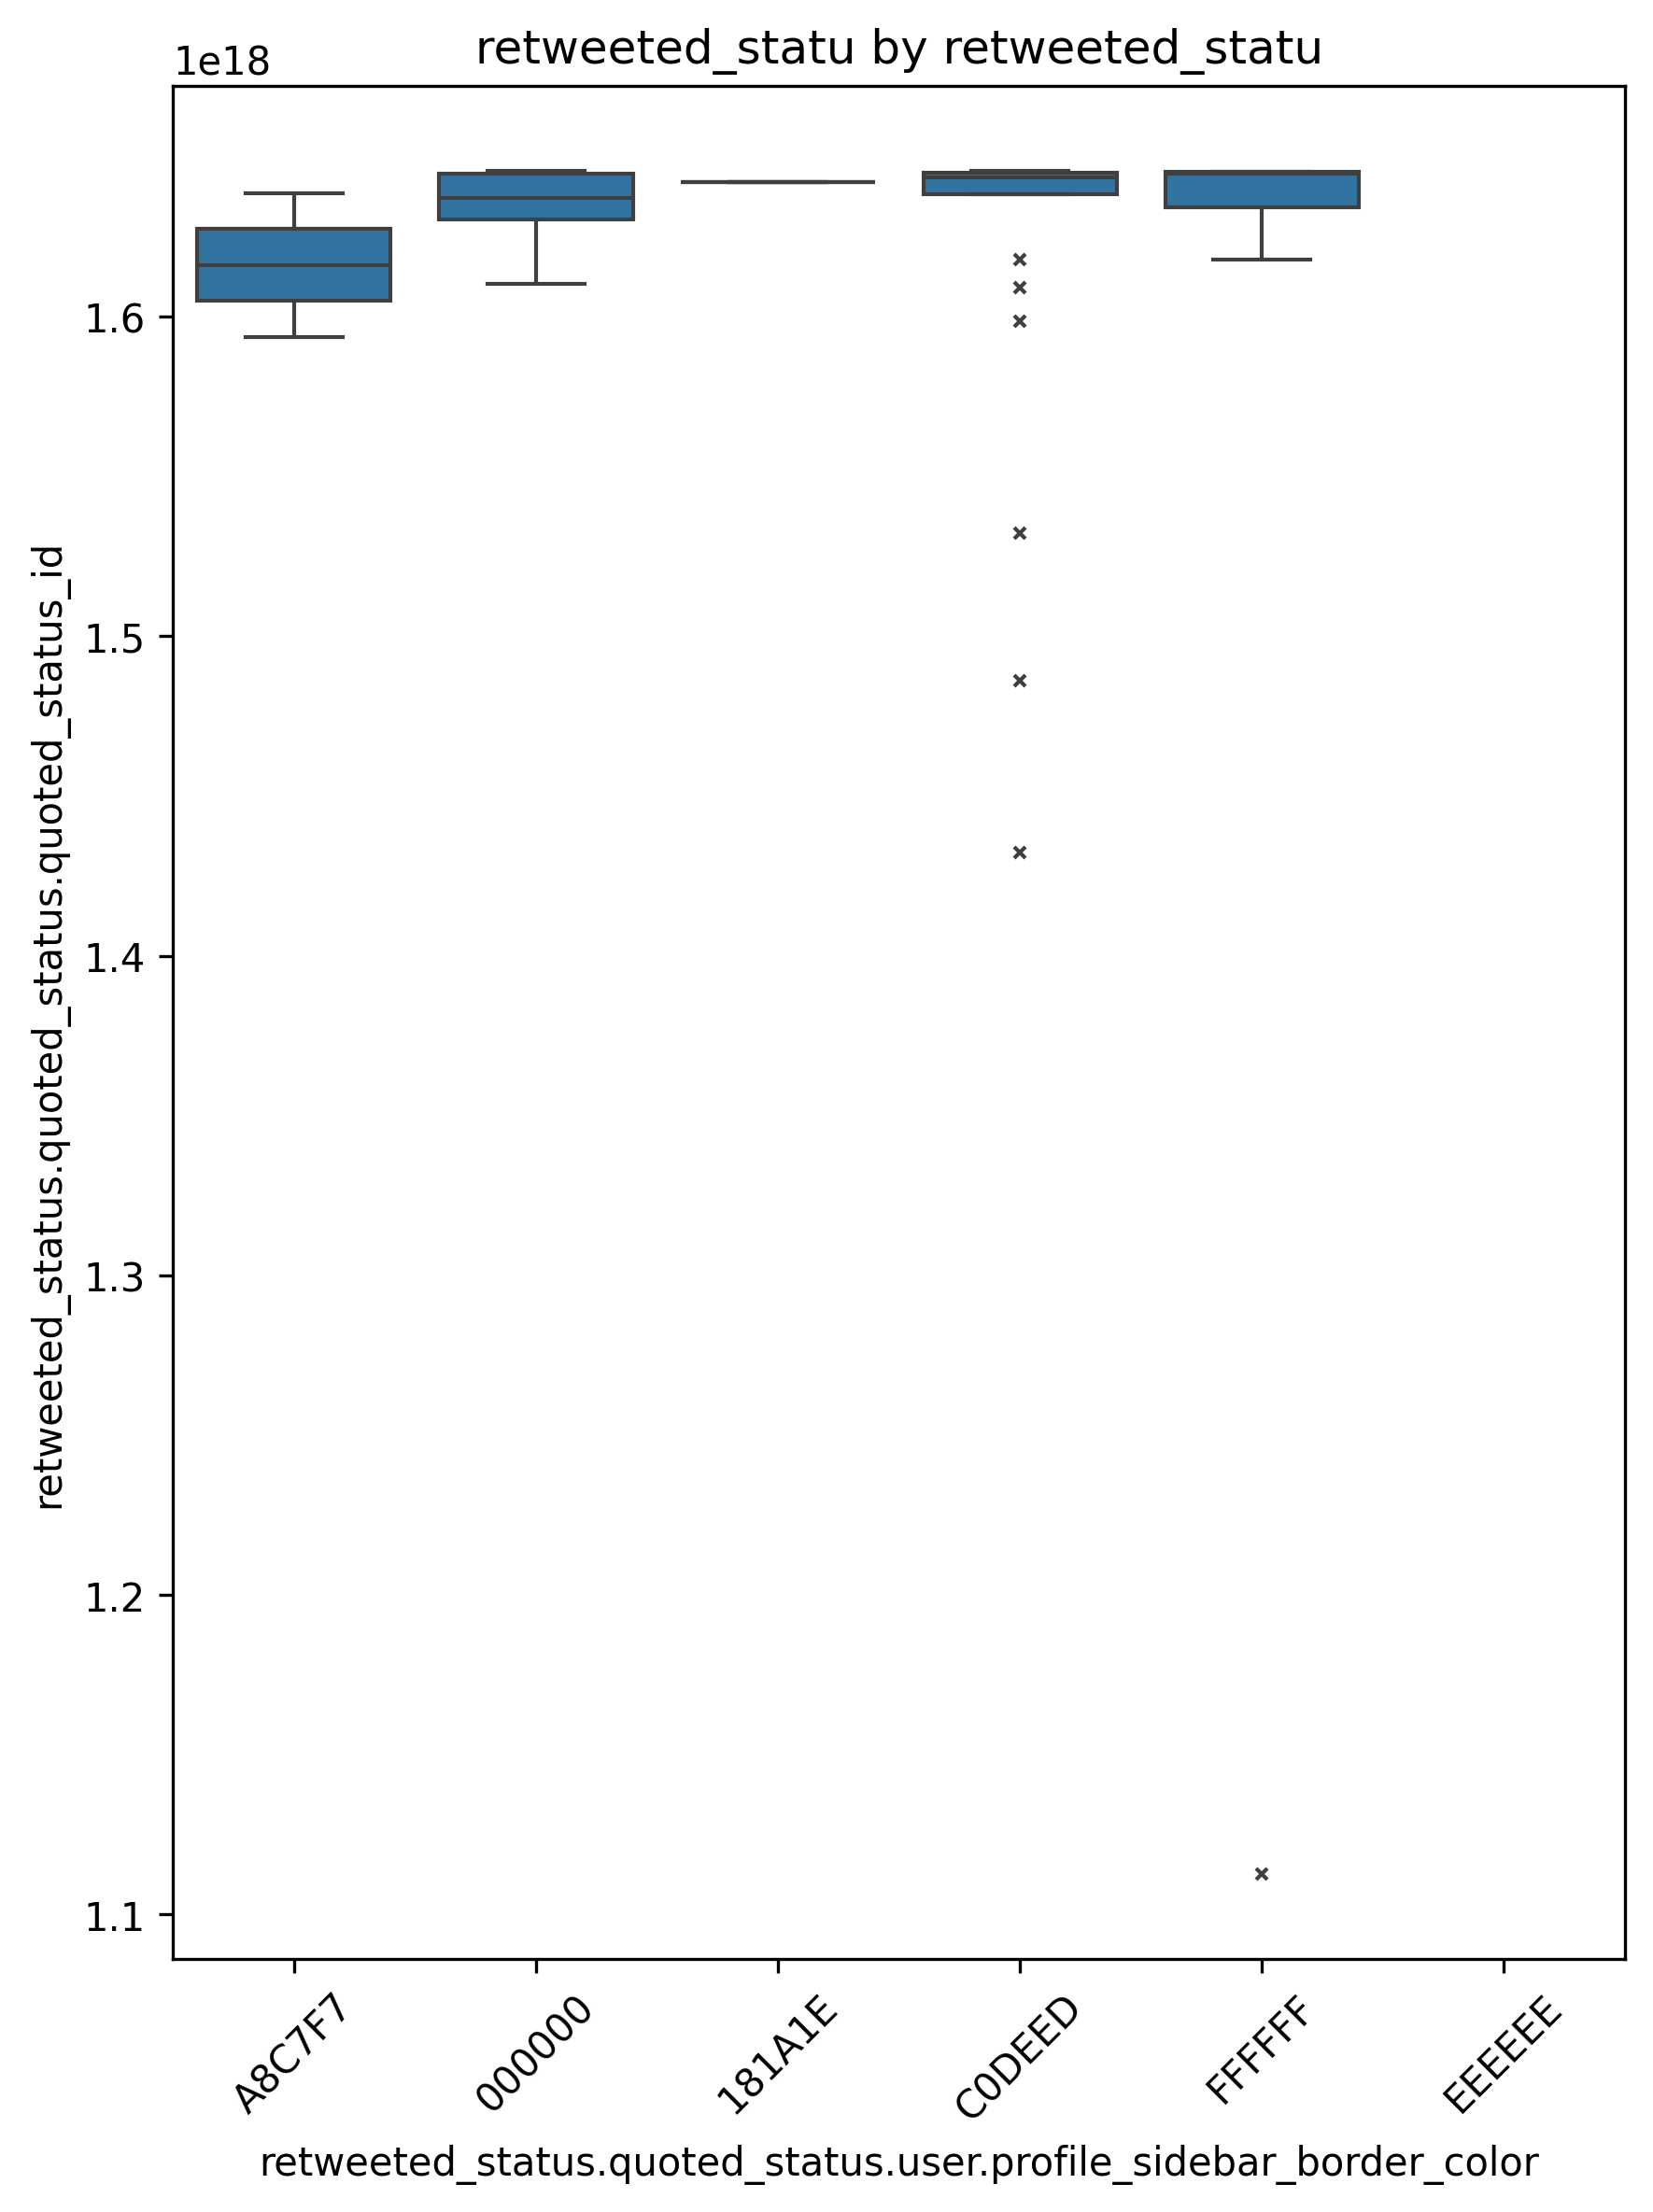 retweeted_statu by retweeted_statu
1e18
1.6
1.5
1.4
1.3
1.2
1.1
retweeted_status.quoted_status.quoted_status_id
A8C7F7
000000
181A1E
C0DEED
FFFFFF
EEEEEE
retweeted_status.quoted_status.user.profile_sidebar_border_color